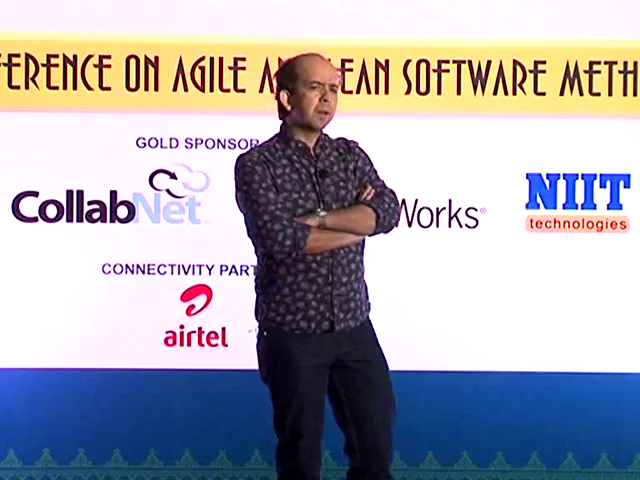 ERENCE ON AGILE A EAN SOFTWARE METH
GOLD SPONSOR
CollabNet
Works®
NIIT
technologies
CONNECTIVITY PART
airtel